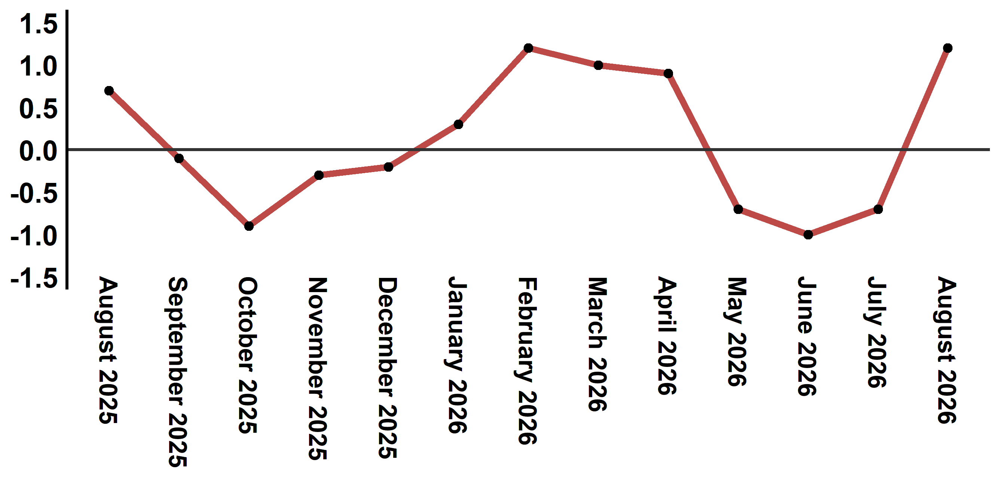 1.5
1.0
0.5
0.0
-0.5
-1.0
-1.5
August 2025
September 2025
October 2025
November 2025
December 2025
January 2026
February 2026
March 2026
April 2026
May 2026
June 2026
July 2026
August 2026